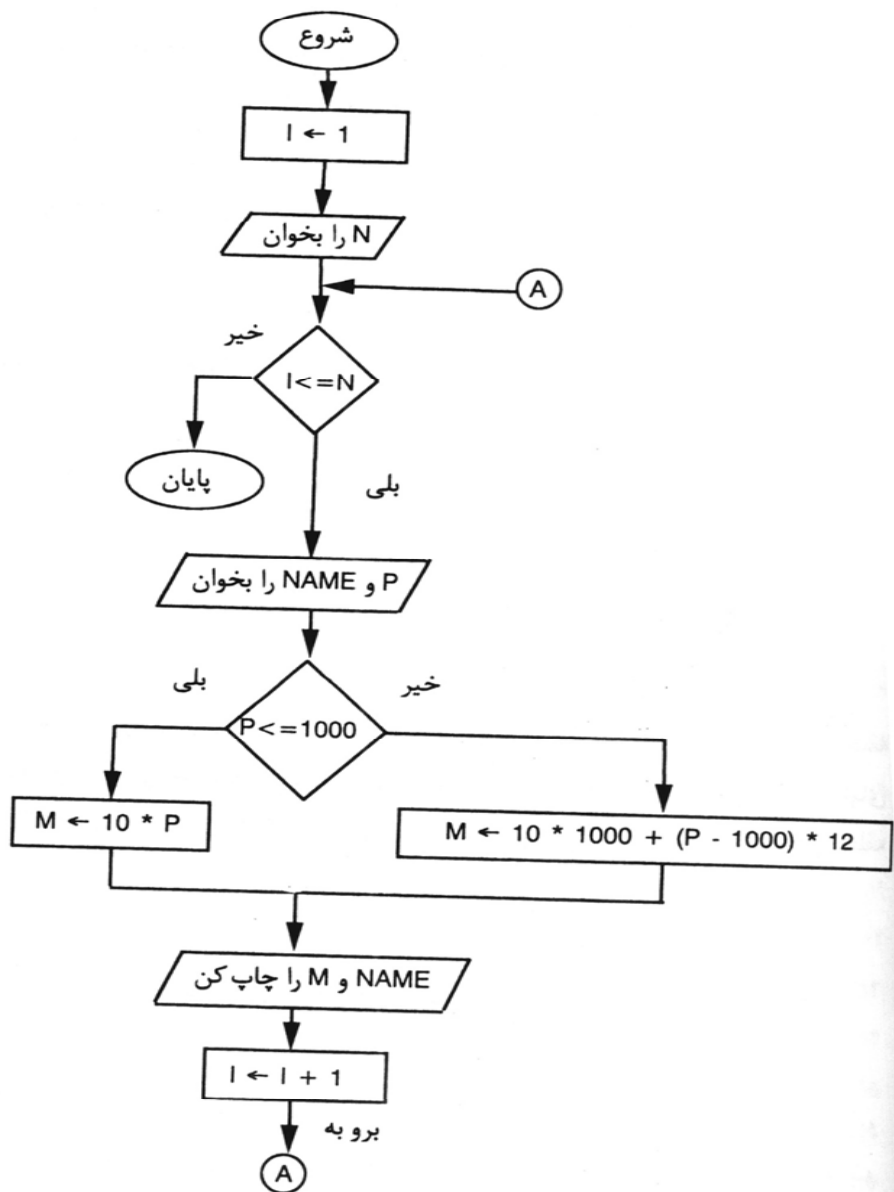 شروع
I ← 1
N را بخوان
A
خیر
I<=N
پایان
بلی
P و NAME را بخوان
بلی
خیر
P<=1000
M ← 10 * P
M ← 10 * 1000 + (P - 1000) * 12
NAME و M را چاپ کن
I ← I + 1
برو به
A